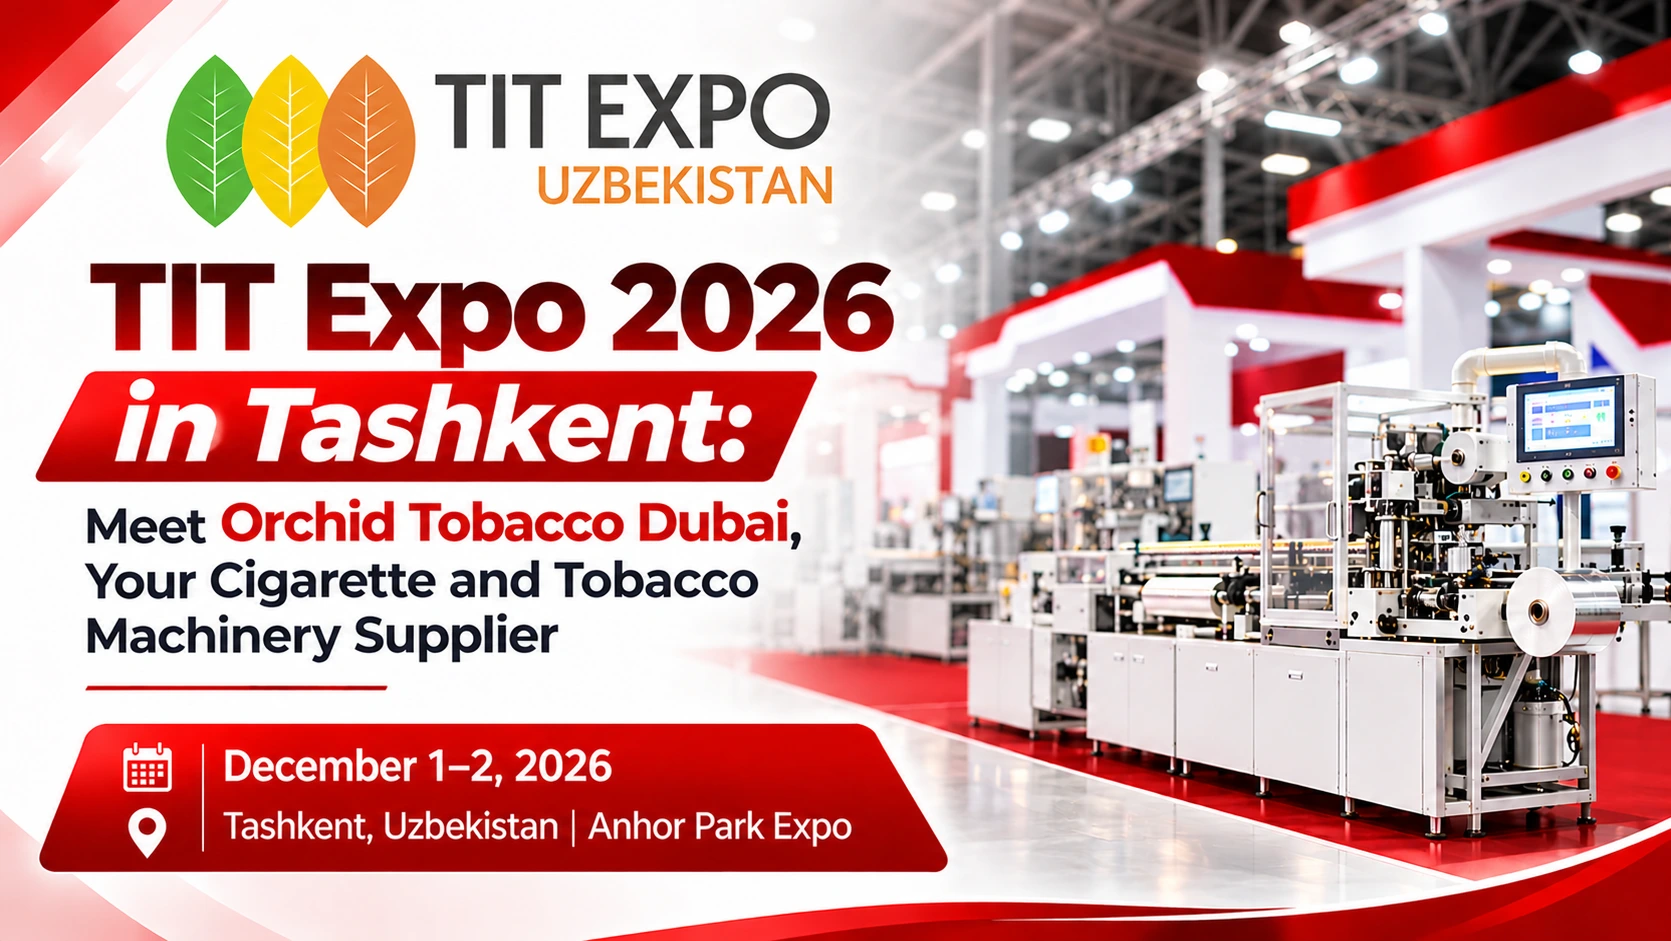 TIT EXPO
UZBEKISTAN
TIT Expo 2026
in Tashkent:
Meet Orchid Tobacco Dubai,
Your Cigarette and Tobacco
Machinery Supplier
December 1–2, 2026
Tashkent, Uzbekistan | Anhor Park Expo